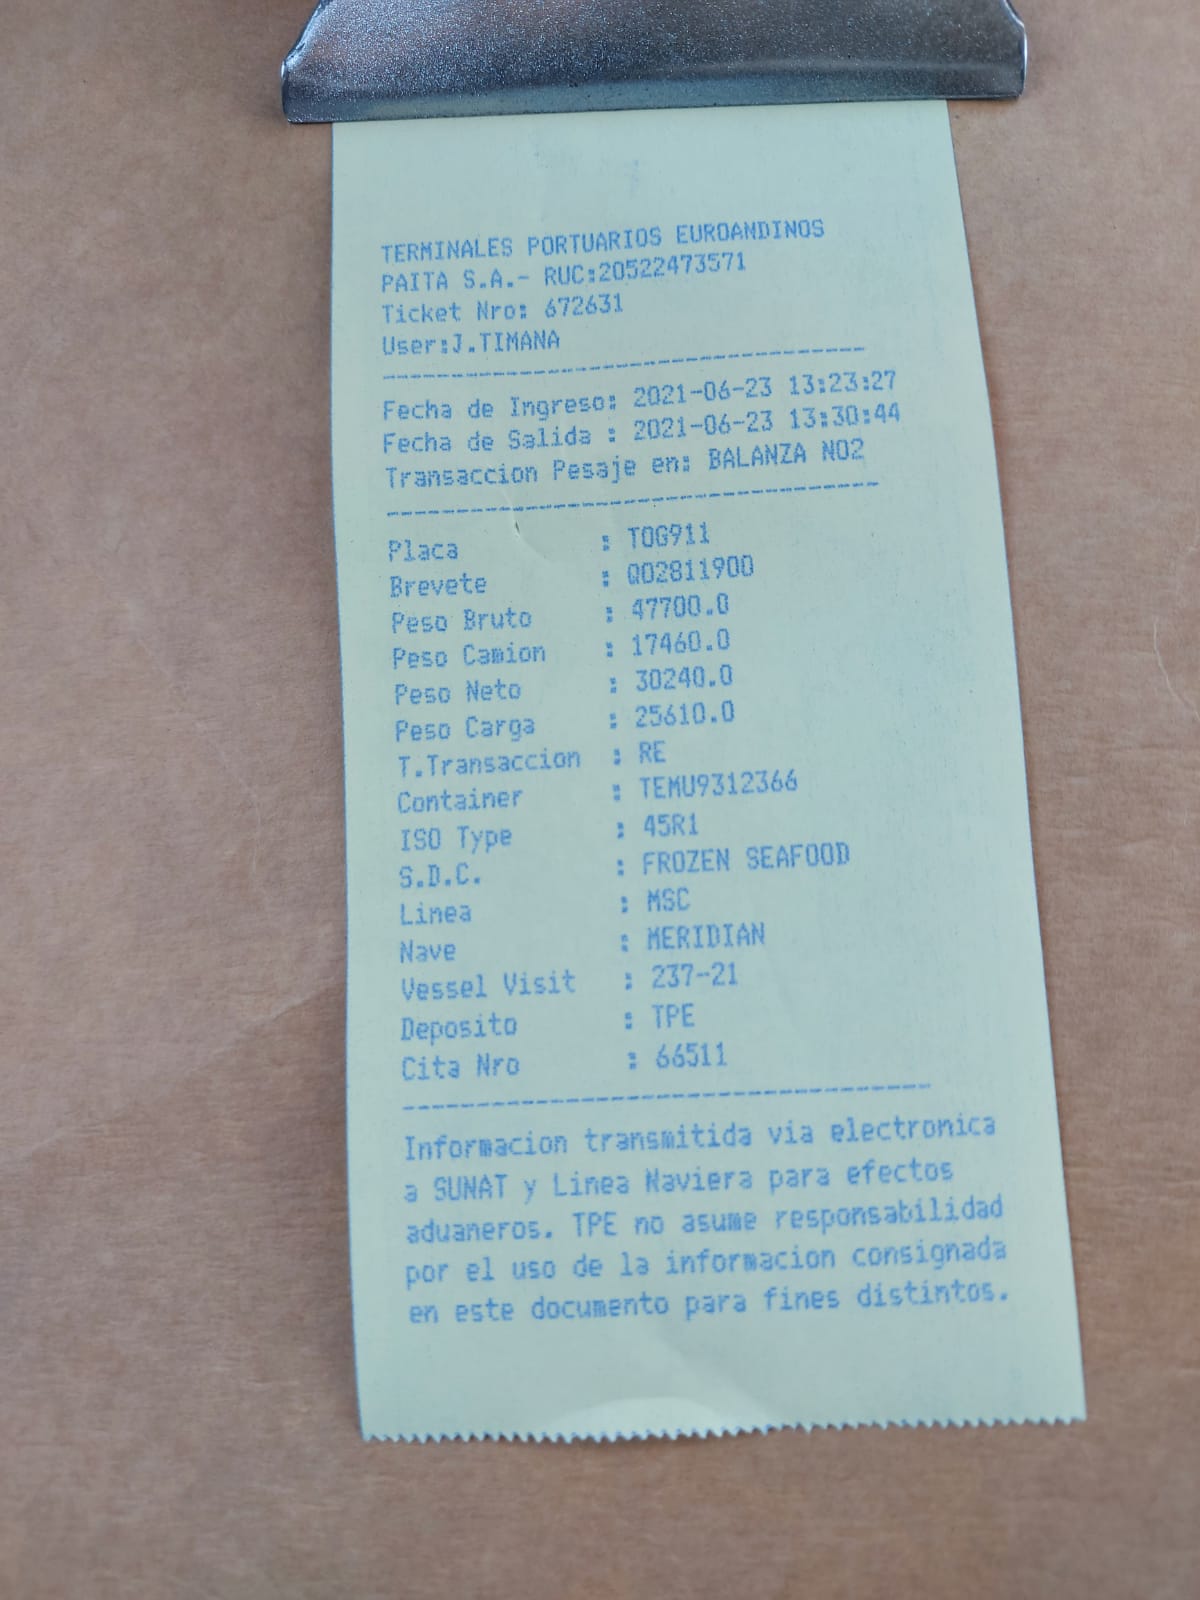 TERMINALES PORTUARIOS EUROANDINOS
PAITA S.A.- RUC:20522473571
Ticket Nro: 672631
User:J.TIMANA
Fecha de Ingreso: 2021-06-23 13:23:27
Fecha de Salida : 2021-06-23 13:30:44
Transaccion Pesaje en: BALANZA NO2
Placa : TOG911
Brevete : Q02811900
Peso Bruto : 47700.0
Peso Camion : 17460.0
Peso Neto : 30240.0
Peso Carga : 25610.0
T.Transaccion : RE
Container : TEMU9312366
ISO Type : 45R1
S.D.C. : FROZEN SEAFOOD
Linea : MSC
Nave : MERIDIAN
Vessel Visit : 237-21
Deposito : TPE
Cita Nro : 66511
Informacion transmitida via electronica
a SUNAT y Linea Naviera para efectos
aduaneros. TPE no asume responsabilidad
por el uso de la informacion consignada
en este documento para fines distintos.